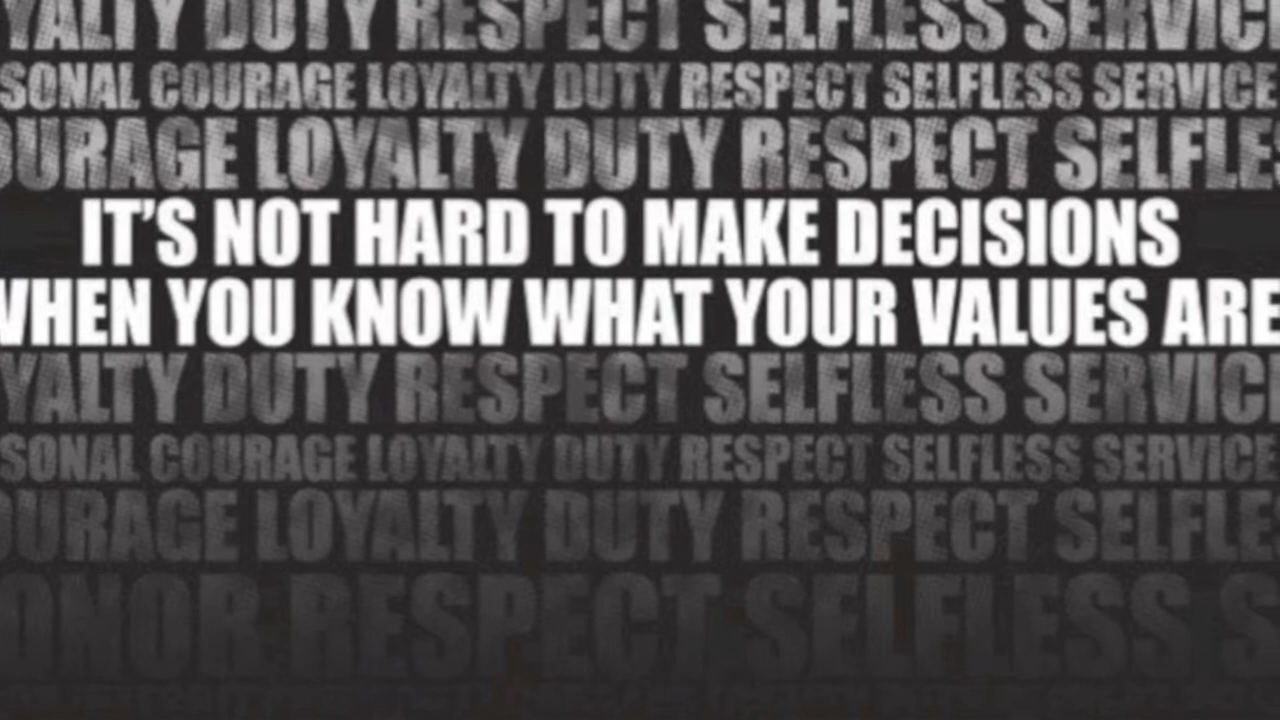 YALTY DUTY RESPECT SELFLESS SERVICE
SONAL COURAGE LOYALTY DUTY RESPECT SELFLESS SERVICE
OURAGE LOYALTY DUTY RESPECT SELFLES
IT'S NOT HARD TO MAKE DECISIONS
WHEN YOU KNOW WHAT YOUR VALUES ARE
YALTY DUTY RESPECT SELFLESS SERVICE
SONAL COURAGE LOYALTY DUTY RESPECT SELFLESS SERVICE
OURAGE LOYALTY DUTY RESPECT SELFLES
ONOR RESPECT SELFLESS S